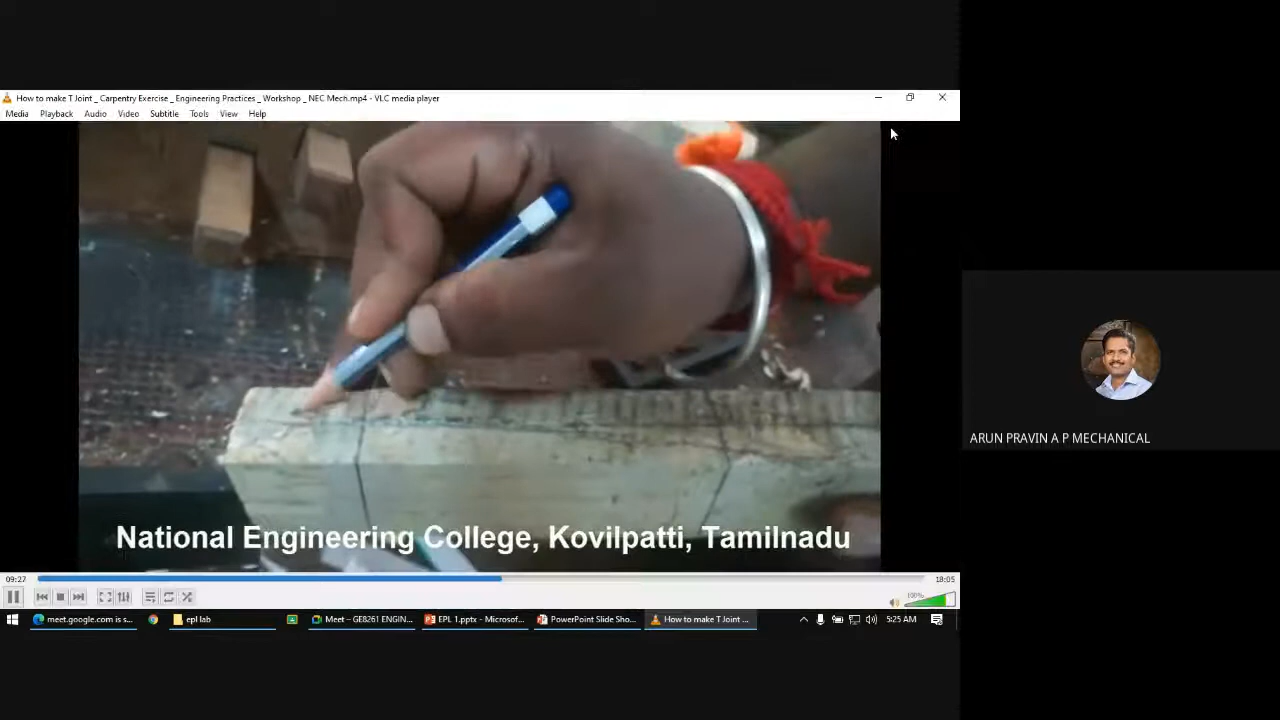 How to make T Joint _ Carpentry Exercise _ Engineering Practices _ Workshop _ NEC Mech.mp4 - VLC media player
Media Playback Audio Video Subtitle Tools View Help
National Engineering College, Kovilpatti, Tamilnadu
ARUN PRAVIN A P MECHANICAL
09:27
18:05
100%
meet.google.com is s...
epl lab
Meet – GE8261 ENGIN...
EPL 1.pptx - Microsof...
PowerPoint Slide Sho...
How to make T Joint ...
5:25 AM